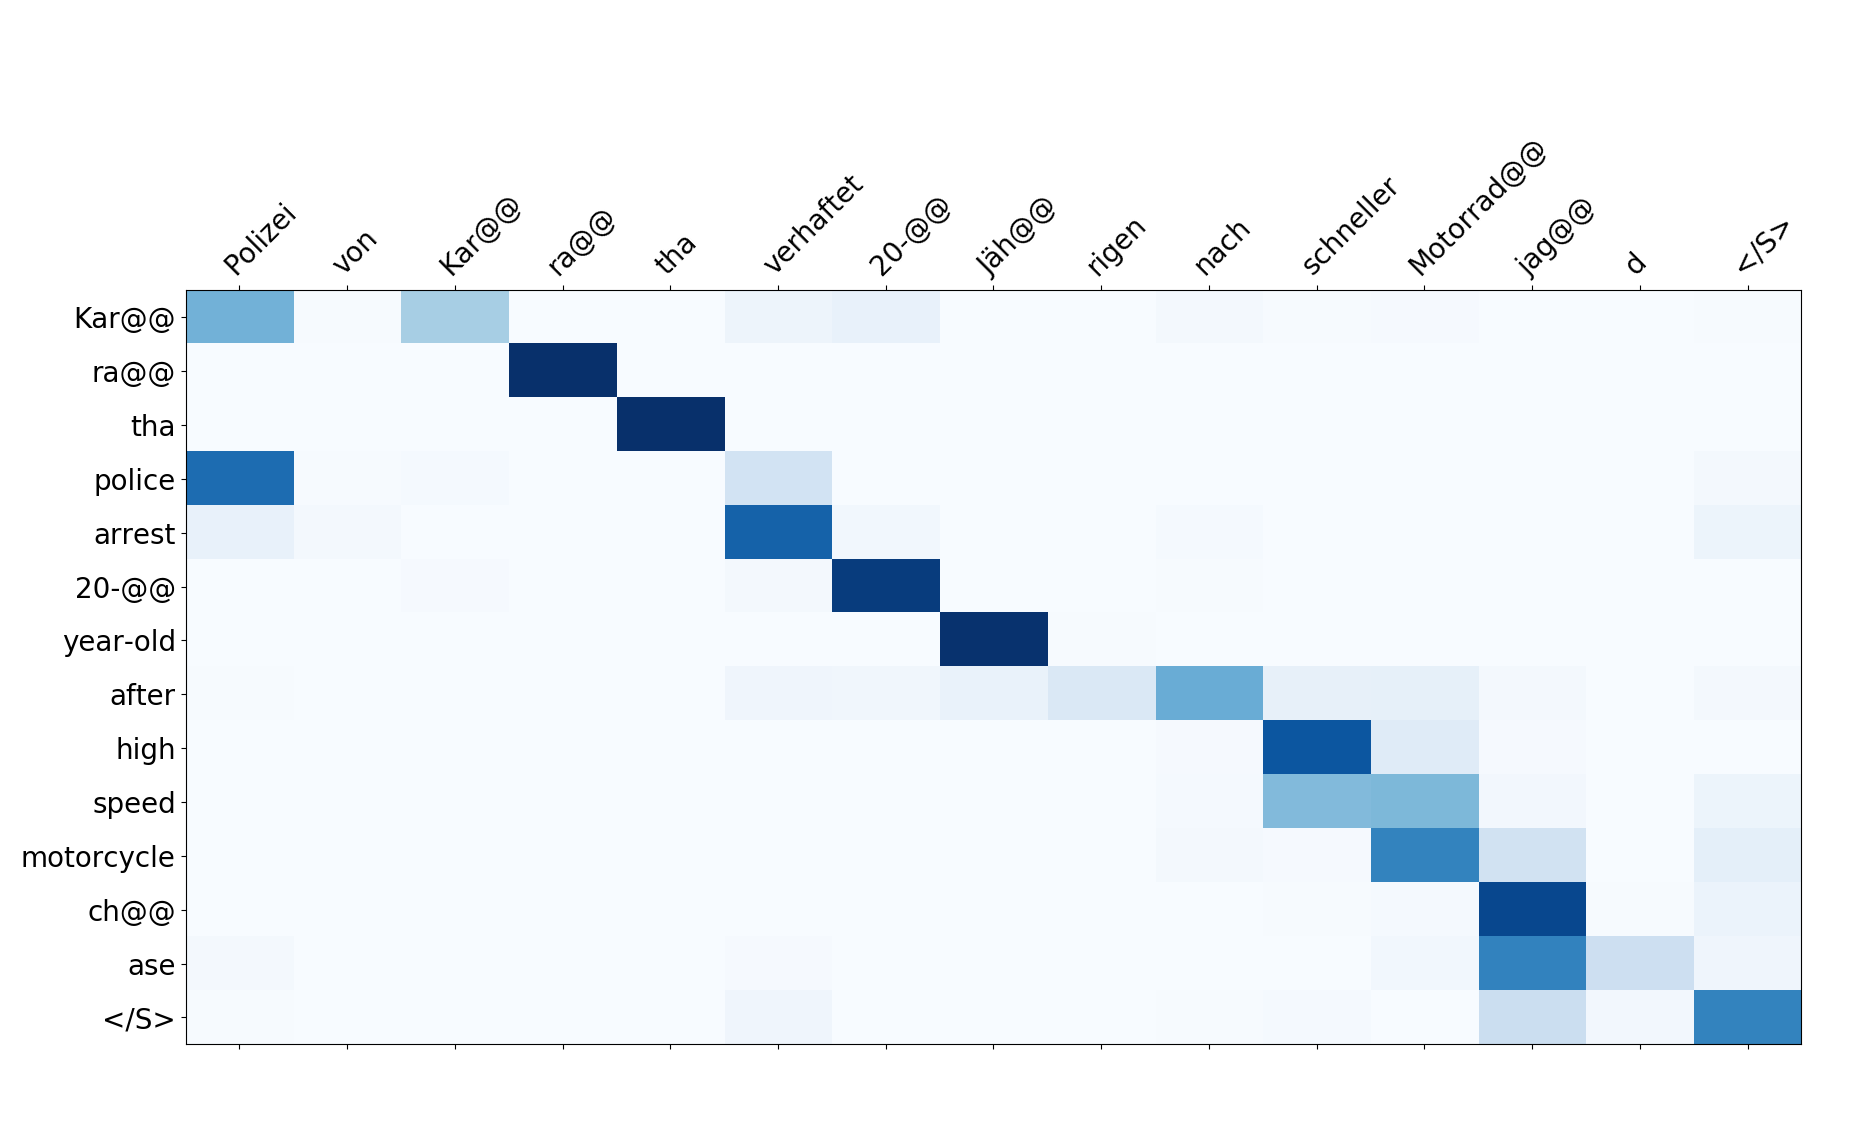 Polizei von Kar@@ ra@@ tha verhaftet 20-@@ Jäh@@ rigen nach schneller Motorrad@@ jag@@ d </S>
Kar@@
ra@@
tha
police
arrest
20-@@
year-old
after
high
speed
motorcycle
ch@@
ase
</S>